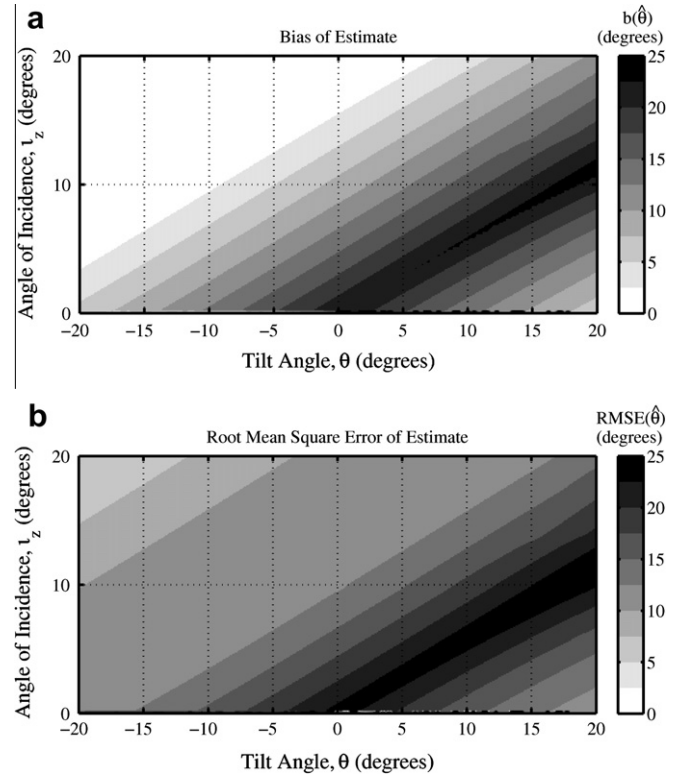 a
Bias of Estimate
b(θ̂)
(degrees)
Angle of Incidence, ι_z (degrees)
20
10
0
−20 −15 −10 −5 0 5 10 15 20
Tilt Angle, θ (degrees)
25
20
15
10
5
0
b
Root Mean Square Error of Estimate
RMSE(θ̂)
(degrees)
Angle of Incidence, ι_z (degrees)
20
10
0
−20 −15 −10 −5 0 5 10 15 20
Tilt Angle, θ (degrees)
25
20
15
10
5
0